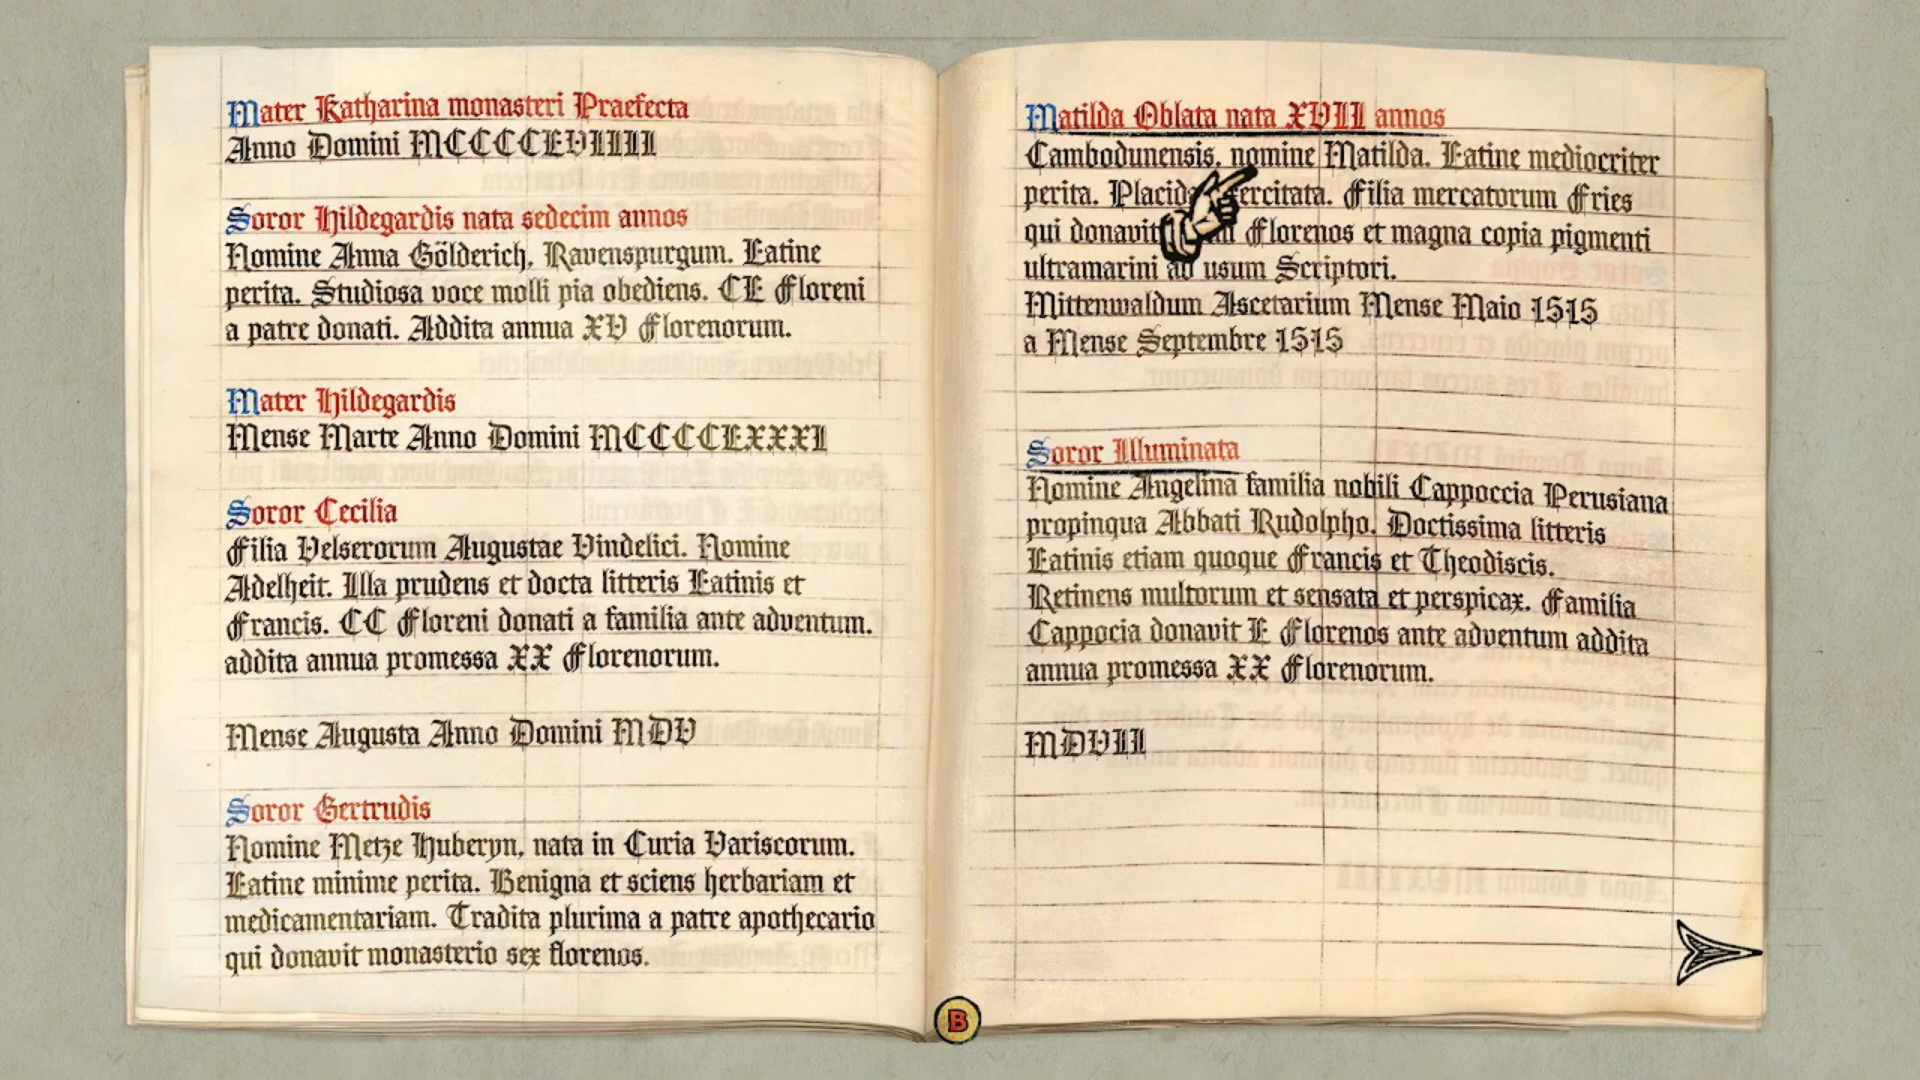 Mater Katharina monasteri Praefecta
Anno Domini MCCCCLVIIII
Soror Hildegardis nata sedecim annos
Nomine Anna Gölderich, Ravenspurgum. Latine
perita. Studiosa voce molli pia obediens. CL Floreni
a patre donati. Addita annua XV Florenorum.
Mater Hildegardis
Mense Marte Anno Domini MCCCCLXXXI
Soror Cecilia
Filia Velserorum Augustae Vindelici. Nomine
Adelheit. Illa prudens et docta litteris Latinis et
Francis. CC Floreni donati a familia ante adventum.
addita annua promessa XX Florenorum.
Mense Augusta Anno Domini MDV
Soror Gertrudis
Nomine Metze Huberyn, nata in Curia Variscorum.
Latine minime perita. Benigna et sciens herbariam et
medicamentariam. Tradita plurima a patre apothecario
qui donavit monasterio sex florenos.
Matilda Oblata nata XVII annos
Cambodunensis, nomine Matilda. Latine mediocriter
perita. Placida Filia mercatorum Fries
qui donavit Florenos et magna copia pigmenti
ultramarini ad usum Scriptori.
Mittenwaldum Ascetarium Mense Maio 1515
a Mense Septembre 1515
Soror Illuminata
Nomine Angelina familia nobili Cappoccia Perusiana
propinqua Abbati Rudolpho. Doctissima litteris
Latinis etiam quoque Francis et Theodiscis.
Retinens multorum et sensata et perspicax. Familia
Cappocia donavit L Florenos ante adventum addita
annua promessa XX Florenorum.
MDVII
B